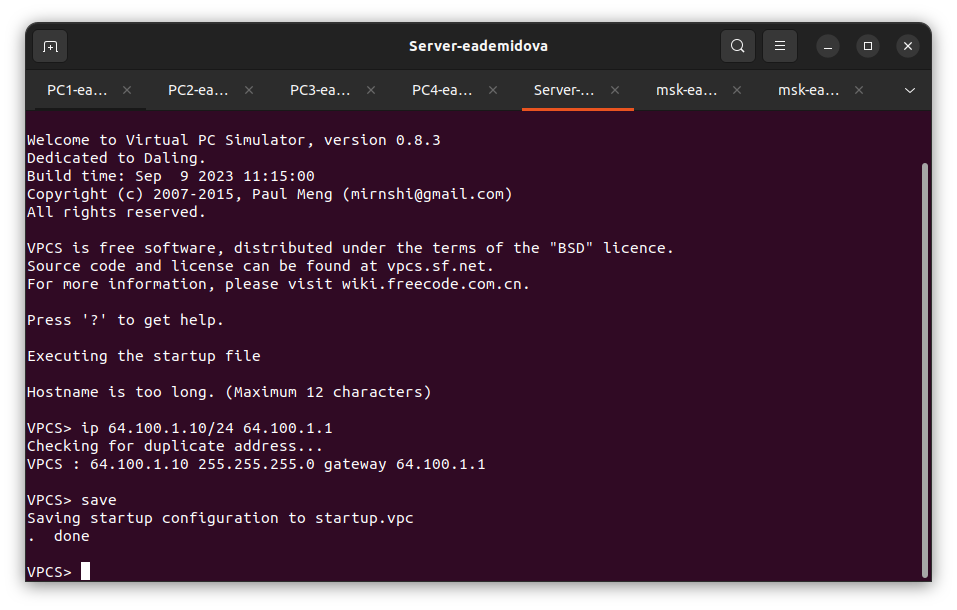 Server-eademidova
PC1-ea... PC2-ea... PC3-ea... PC4-ea... Server-... msk-ea... msk-ea...
Welcome to Virtual PC Simulator, version 0.8.3
Dedicated to Daling.
Build time: Sep  9 2023 11:15:00
Copyright (c) 2007-2015, Paul Meng (mirnshi@gmail.com)
All rights reserved.
VPCS is free software, distributed under the terms of the "BSD" licence.
Source code and license can be found at vpcs.sf.net.
For more information, please visit wiki.freecode.com.cn.
Press '?' to get help.
Executing the startup file
Hostname is too long. (Maximum 12 characters)
VPCS> ip 64.100.1.10/24 64.100.1.1
Checking for duplicate address...
VPCS : 64.100.1.10 255.255.255.0 gateway 64.100.1.1
VPCS> save
Saving startup configuration to startup.vpc
.  done
VPCS>